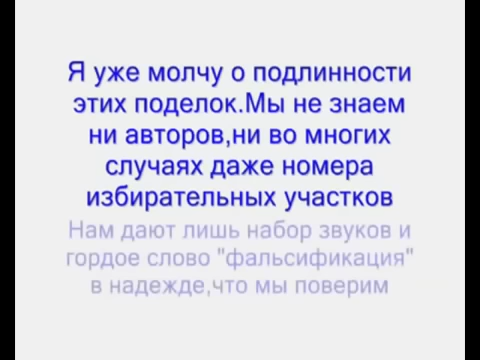 Я уже молчу о подлинности
этих поделок.Мы не знаем
ни авторов,ни во многих
случаях даже номера
избирательных участков
Нам дают лишь набор звуков и
гордое слово "фальсификация"
в надежде,что мы поверим